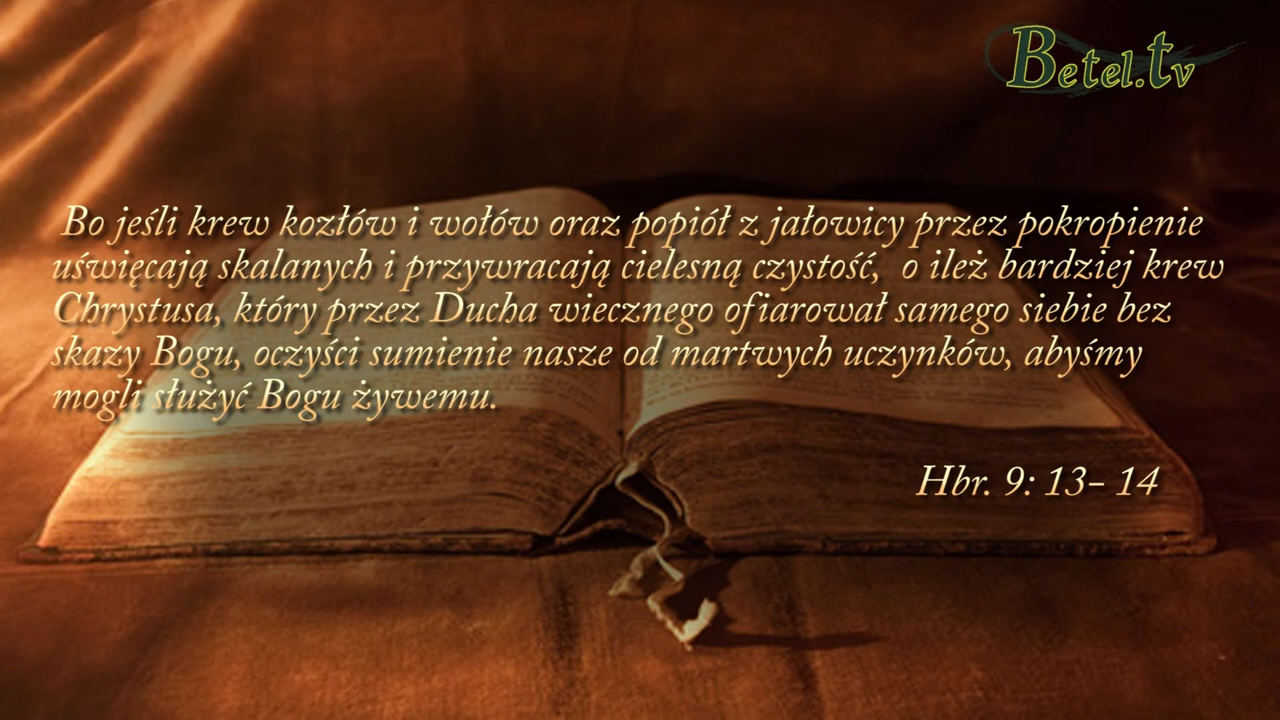 Betel.tv
Bo jeśli krew kozłów i wołów oraz popiół z jałowicy przez pokropienie
uświęcają skalanych i przywracają cielesną czystość, o ileż bardziej krew
Chrystusa, który przez Ducha wiecznego ofiarował samego siebie bez
skazy Bogu, oczyści sumienie nasze od martwych uczynków, abyśmy
mogli służyć Bogu żywemu.
Hbr. 9: 13- 14